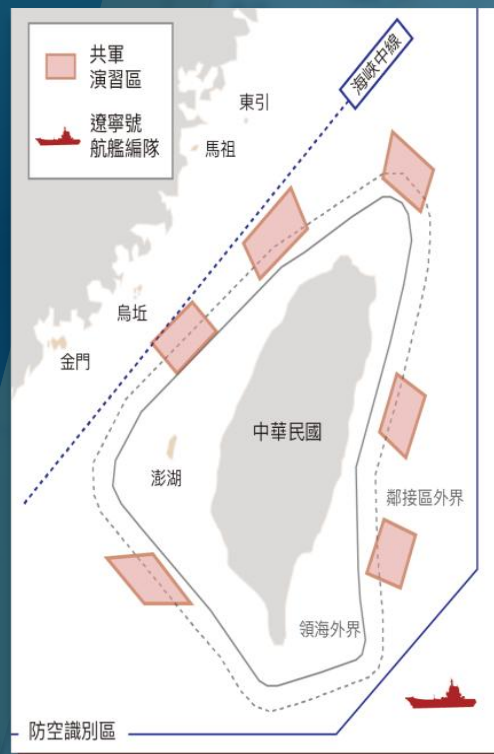 共軍
演習區
遼寧號
航艦編隊
海峽中線
東引
馬祖
烏坵
金門
中華民國
澎湖
鄰接區外界
領海外界
防空識別區